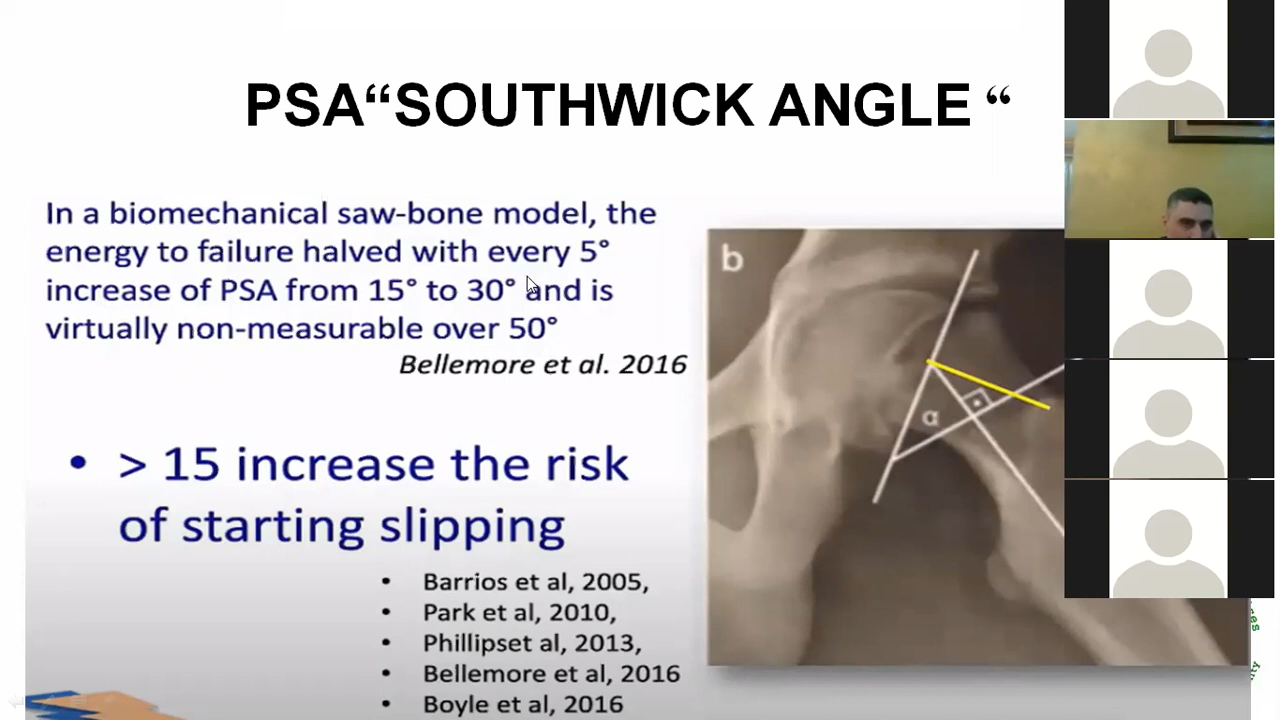 PSA“SOUTHWICK ANGLE “
In a biomechanical saw-bone model, the
energy to failure halved with every 5°
increase of PSA from 15° to 30° and is
virtually non-measurable over 50°
Bellemore et al. 2016
• > 15 increase the risk
of starting slipping
• Barrios et al, 2005,
• Park et al, 2010,
• Phillipset al, 2013,
• Bellemore et al, 2016
• Boyle et al, 2016
b
α